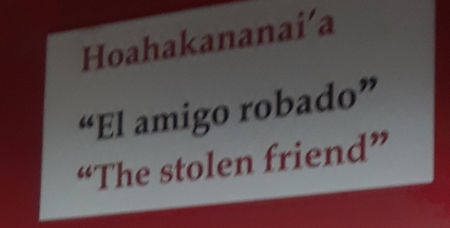 Hoahakananai'a
“El amigo robado”
“The stolen friend”